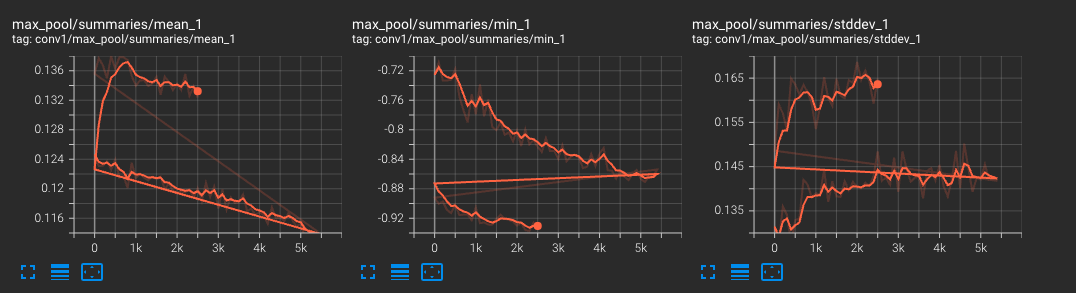 max_pool/summaries/mean_1
tag: conv1/max_pool/summaries/mean_1
0.136
0.132
0.128
0.124
0.12
0.116
0 1k 2k 3k 4k 5k
max_pool/summaries/min_1
tag: conv1/max_pool/summaries/min_1
-0.72
-0.76
-0.8
-0.84
-0.88
-0.92
0 1k 2k 3k 4k 5k
max_pool/summaries/stddev_1
tag: conv1/max_pool/summaries/stddev_1
0.165
0.155
0.145
0.135
0 1k 2k 3k 4k 5k